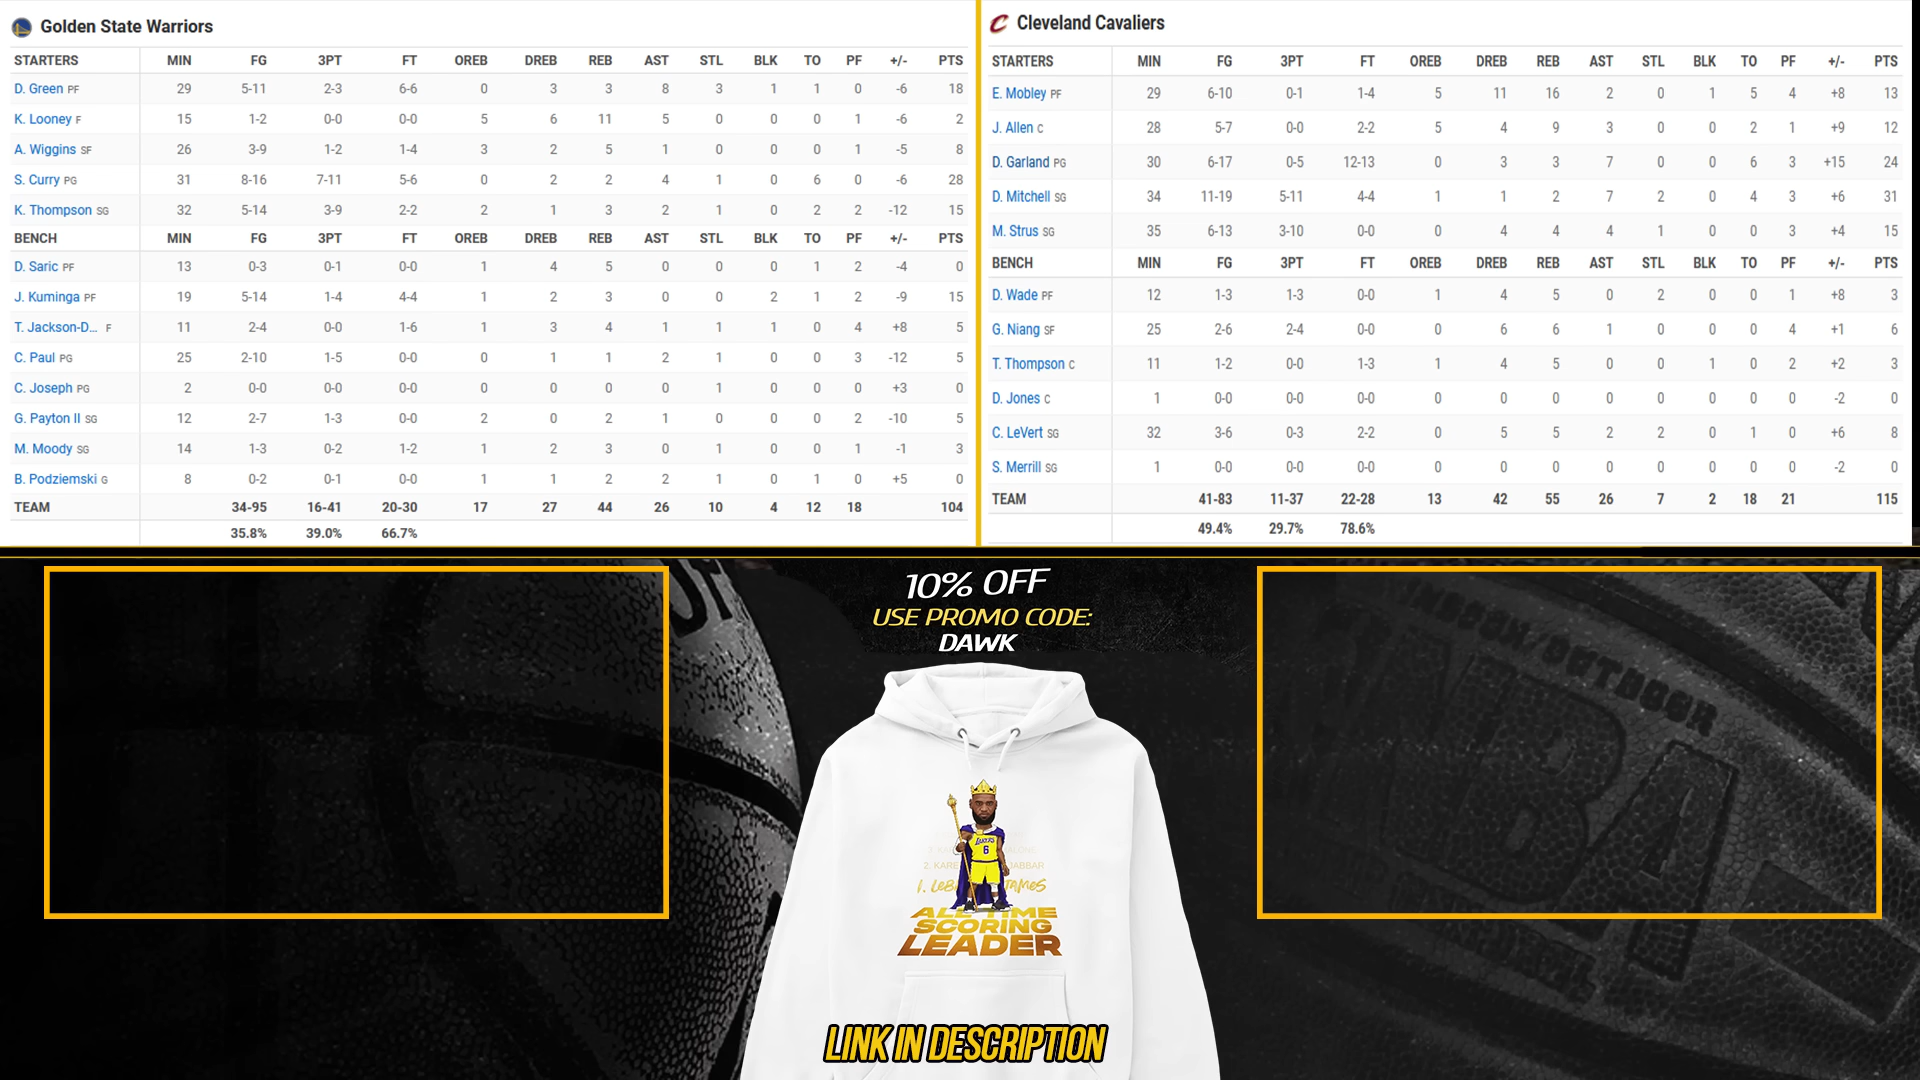 Golden State Warriors
STARTERS MIN FG 3PT FT OREB DREB REB AST STL BLK TO PF +/- PTS
D. Green PF 29 5-11 2-3 6-6 0 3 3 8 3 1 1 0 -6 18
K. Looney F 15 1-2 0-0 0-0 5 6 11 5 0 0 0 1 -6 2
A. Wiggins SF 26 3-9 1-2 1-4 3 2 5 1 0 0 0 1 -5 8
S. Curry PG 31 8-16 7-11 5-6 0 2 2 4 1 0 6 0 -6 28
K. Thompson SG 32 5-14 3-9 2-2 2 1 3 2 1 0 2 2 -12 15
BENCH MIN FG 3PT FT OREB DREB REB AST STL BLK TO PF +/- PTS
D. Saric PF 13 0-3 0-1 0-0 1 4 5 0 0 0 1 2 -4 0
J. Kuminga PF 19 5-14 1-4 4-4 1 2 3 0 0 2 1 2 -9 15
T. Jackson-D... F 11 2-4 0-0 1-6 1 3 4 1 1 1 0 4 +8 5
C. Paul PG 25 2-10 1-5 0-0 0 1 1 2 1 0 0 3 -12 5
C. Joseph PG 2 0-0 0-0 0-0 0 0 0 0 1 0 0 0 +3 0
G. Payton II SG 12 2-7 1-3 0-0 2 0 2 1 0 0 0 2 -10 5
M. Moody SG 14 1-3 0-2 1-2 1 2 3 0 1 0 0 1 -1 3
B. Podziemski G 8 0-2 0-1 0-0 1 1 2 2 1 0 1 0 +5 0
TEAM 34-95 16-41 20-30 17 27 44 26 10 4 12 18 104
35.8% 39.0% 66.7%
Cleveland Cavaliers
STARTERS MIN FG 3PT FT OREB DREB REB AST STL BLK TO PF +/- PTS
E. Mobley PF 29 6-10 0-1 1-4 5 11 16 2 0 1 5 4 +8 13
J. Allen C 28 5-7 0-0 2-2 5 4 9 3 0 0 2 1 +9 12
D. Garland PG 30 6-17 0-5 12-13 0 3 3 7 0 0 6 3 +15 24
D. Mitchell SG 34 11-19 5-11 4-4 1 1 2 7 2 0 4 3 +6 31
M. Strus SG 35 6-13 3-10 0-0 0 4 4 4 1 0 0 3 +4 15
BENCH MIN FG 3PT FT OREB DREB REB AST STL BLK TO PF +/- PTS
D. Wade PF 12 1-3 1-3 0-0 1 4 5 0 2 0 0 1 +8 3
G. Niang SF 25 2-6 2-4 0-0 0 6 6 1 0 0 0 4 +1 6
T. Thompson C 11 1-2 0-0 1-3 1 4 5 0 0 1 0 2 +2 3
D. Jones C 1 0-0 0-0 0-0 0 0 0 0 0 0 0 0 -2 0
C. LeVert SG 32 3-6 0-3 2-2 0 5 5 2 2 0 1 0 +6 8
S. Merrill SG 1 0-0 0-0 0-0 0 0 0 0 0 0 0 0 -2 0
TEAM 41-83 11-37 22-28 13 42 55 26 7 2 18 21 115
49.4% 29.7% 78.6%
10% OFF
USE PROMO CODE:
DAWK
LAKERS
6
ALL TIME
SCORING
LEADER
LINK IN DESCRIPTION